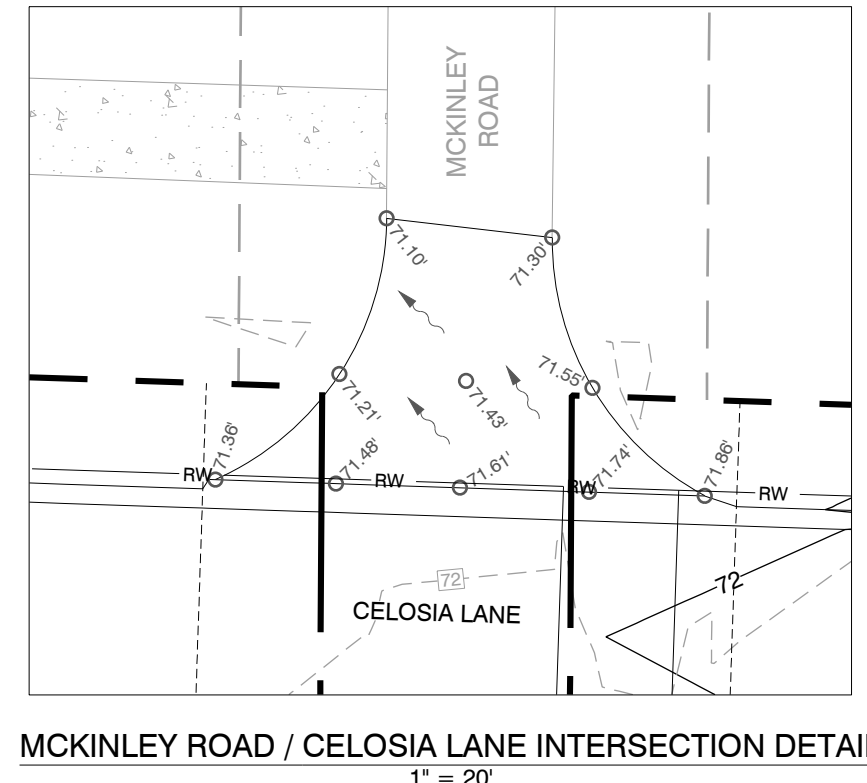 MCKINLEY
ROAD
71.10'
71.30'
71.21'
71.43'
71.55'
71.36'
71.48'
71.61'
71.74'
71.86'
RW
RW
RW
RW
72
72
CELOSIA LANE
MCKINLEY ROAD / CELOSIA LANE INTERSECTION DETAI
1" = 20'